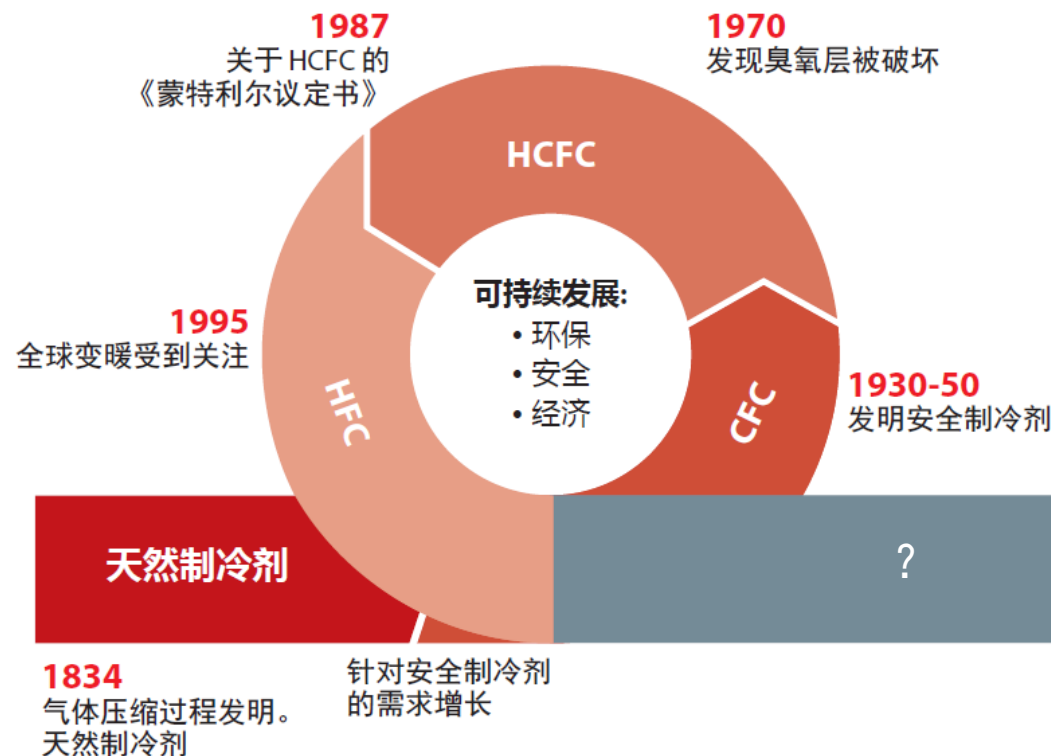 1987
关于 HCFC 的
《蒙特利尔议定书》
1970
发现臭氧层被破坏
HCFC
可持续发展:
• 环保
• 安全
• 经济
1995
全球变暖受到关注
HFC
CFC
1930-50
发明安全制冷剂
天然制冷剂
?
1834
气体压缩过程发明。
天然制冷剂
针对安全制冷剂
的需求增长